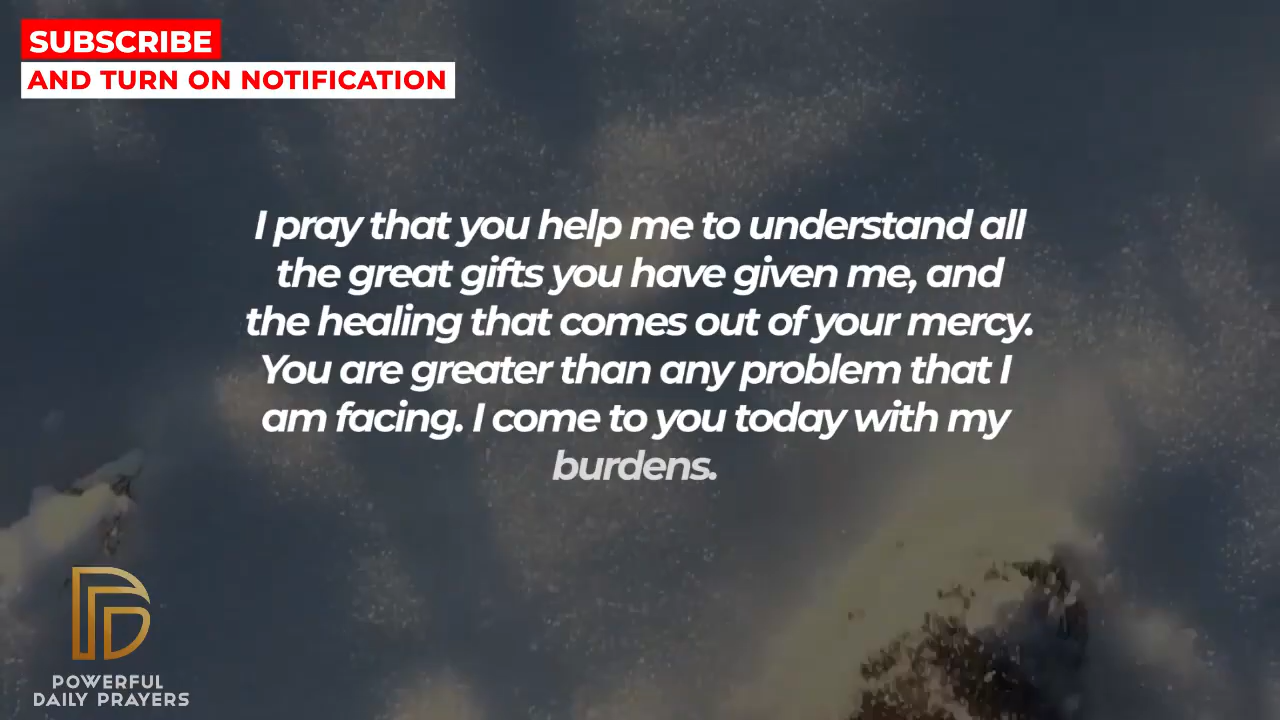 SUBSCRIBE
AND TURN ON NOTIFICATION
I pray that you help me to understand all
the great gifts you have given me, and
the healing that comes out of your mercy.
You are greater than any problem that I
am facing. I come to you today with my
burdens.
POWERFUL
DAILY PRAYERS